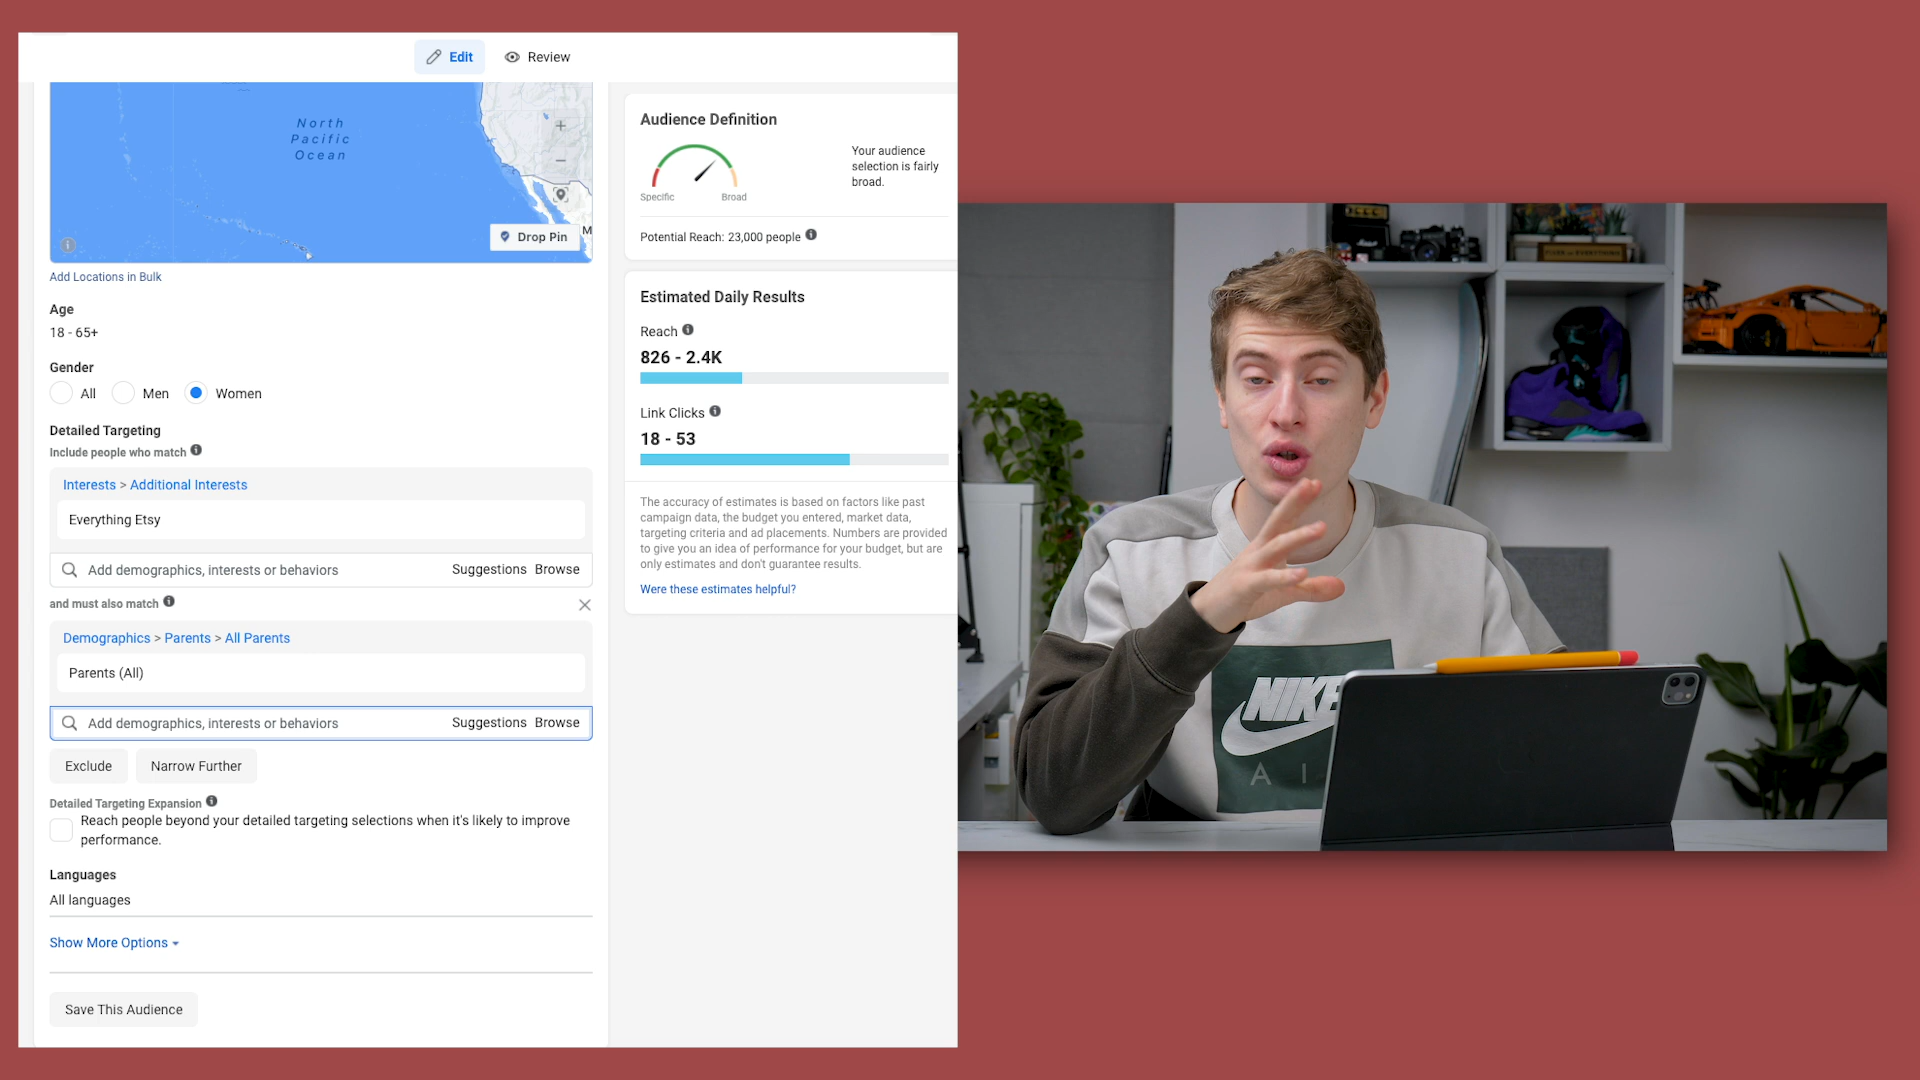 Edit
Review
North
Pacific
Ocean
Drop Pin
M
Add Locations in Bulk
Age
18 - 65+
Gender
All
Men
Women
Detailed Targeting
Include people who match
Interests > Additional Interests
Everything Etsy
Add demographics, interests or behaviors
Suggestions
Browse
and must also match
Demographics > Parents > All Parents
Parents (All)
Add demographics, interests or behaviors
Suggestions
Browse
Exclude
Narrow Further
Detailed Targeting Expansion
Reach people beyond your detailed targeting selections when it's likely to improve
performance.
Languages
All languages
Show More Options
Save This Audience
Audience Definition
Your audience
selection is fairly
broad.
Specific
Broad
Potential Reach: 23,000 people
Estimated Daily Results
Reach
826 - 2.4K
Link Clicks
18 - 53
The accuracy of estimates is based on factors like past
campaign data, the budget you entered, market data,
targeting criteria and ad placements. Numbers are provided
to give you an idea of performance for your budget, but are
only estimates and don't guarantee results.
Were these estimates helpful?
NIKE
AI